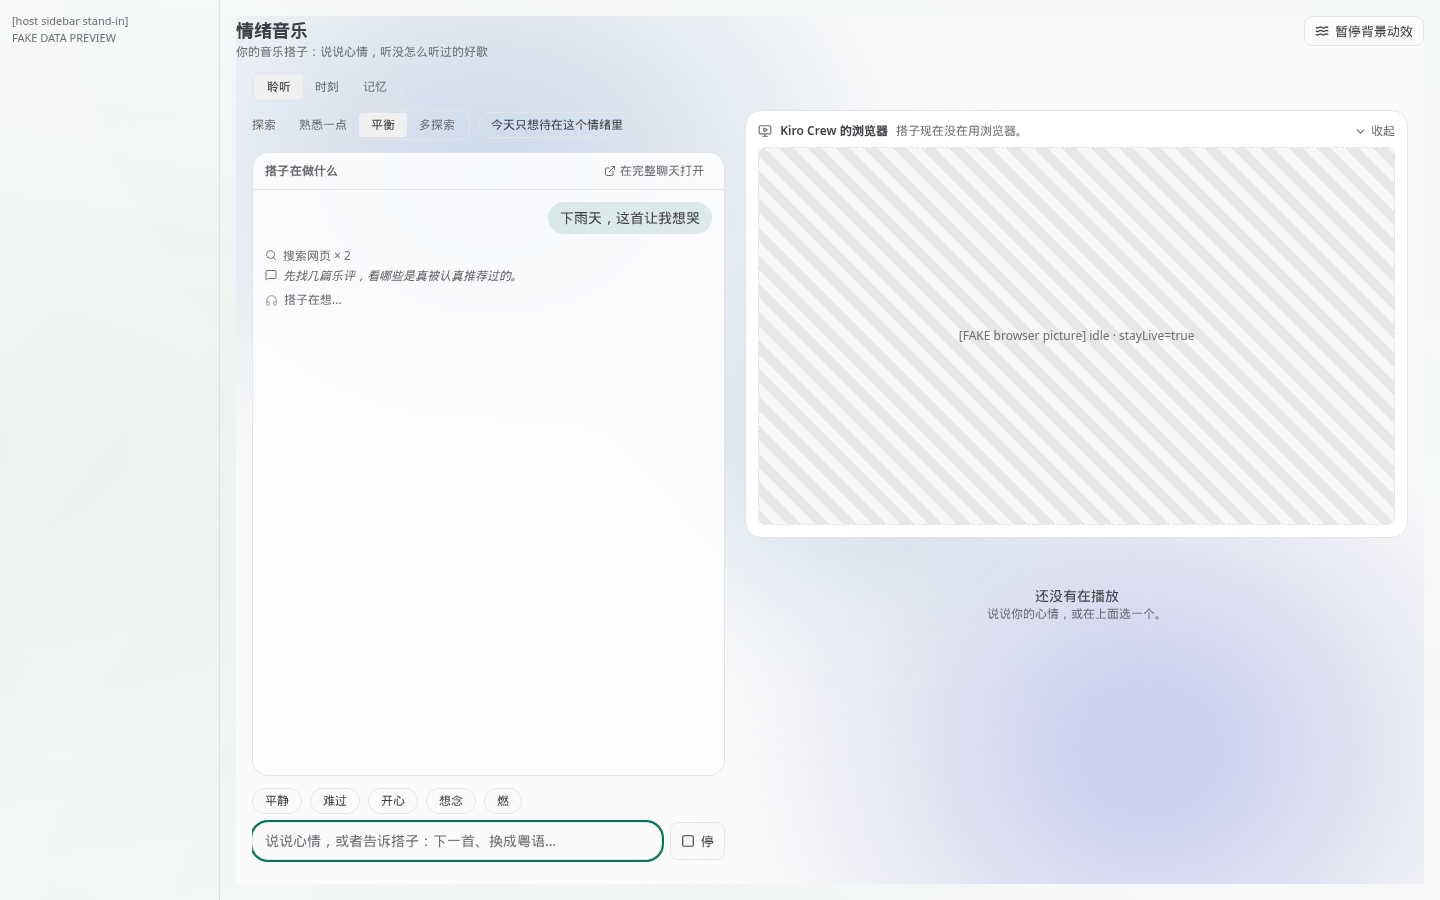 [host sidebar stand-in]
FAKE DATA PREVIEW
情绪音乐
你的音乐搭子：说说心情，听没怎么听过的好歌
暂停背景动效
聆听 时刻 记忆
探索 熟悉一点 平衡 多探索 今天只想待在这个情绪里
搭子在做什么 在完整聊天打开
下雨天，这首让我想哭
搜索网页 × 2
先找几篇乐评，看哪些是真被认真推荐过的。
搭子在想...
平静 难过 开心 想念 燃
说说心情，或者告诉搭子：下一首、换成粤语...
停
Kiro Crew 的浏览器 搭子现在没在用浏览器。 收起
[FAKE browser picture] idle · stayLive=true
还没有在播放
说说你的心情，或在上面选一个。